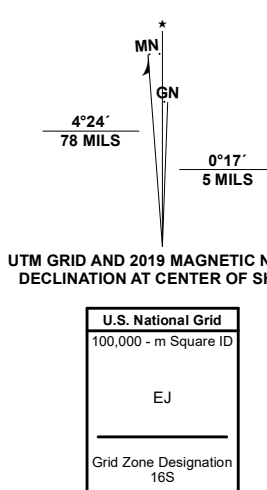 MN
GN
4°24´
78 MILS
0°17´
5 MILS
UTM GRID AND 2019 MAGNETIC N
DECLINATION AT CENTER OF SH
U.S. National Grid
100,000 - m Square ID
EJ
Grid Zone Designation
16S